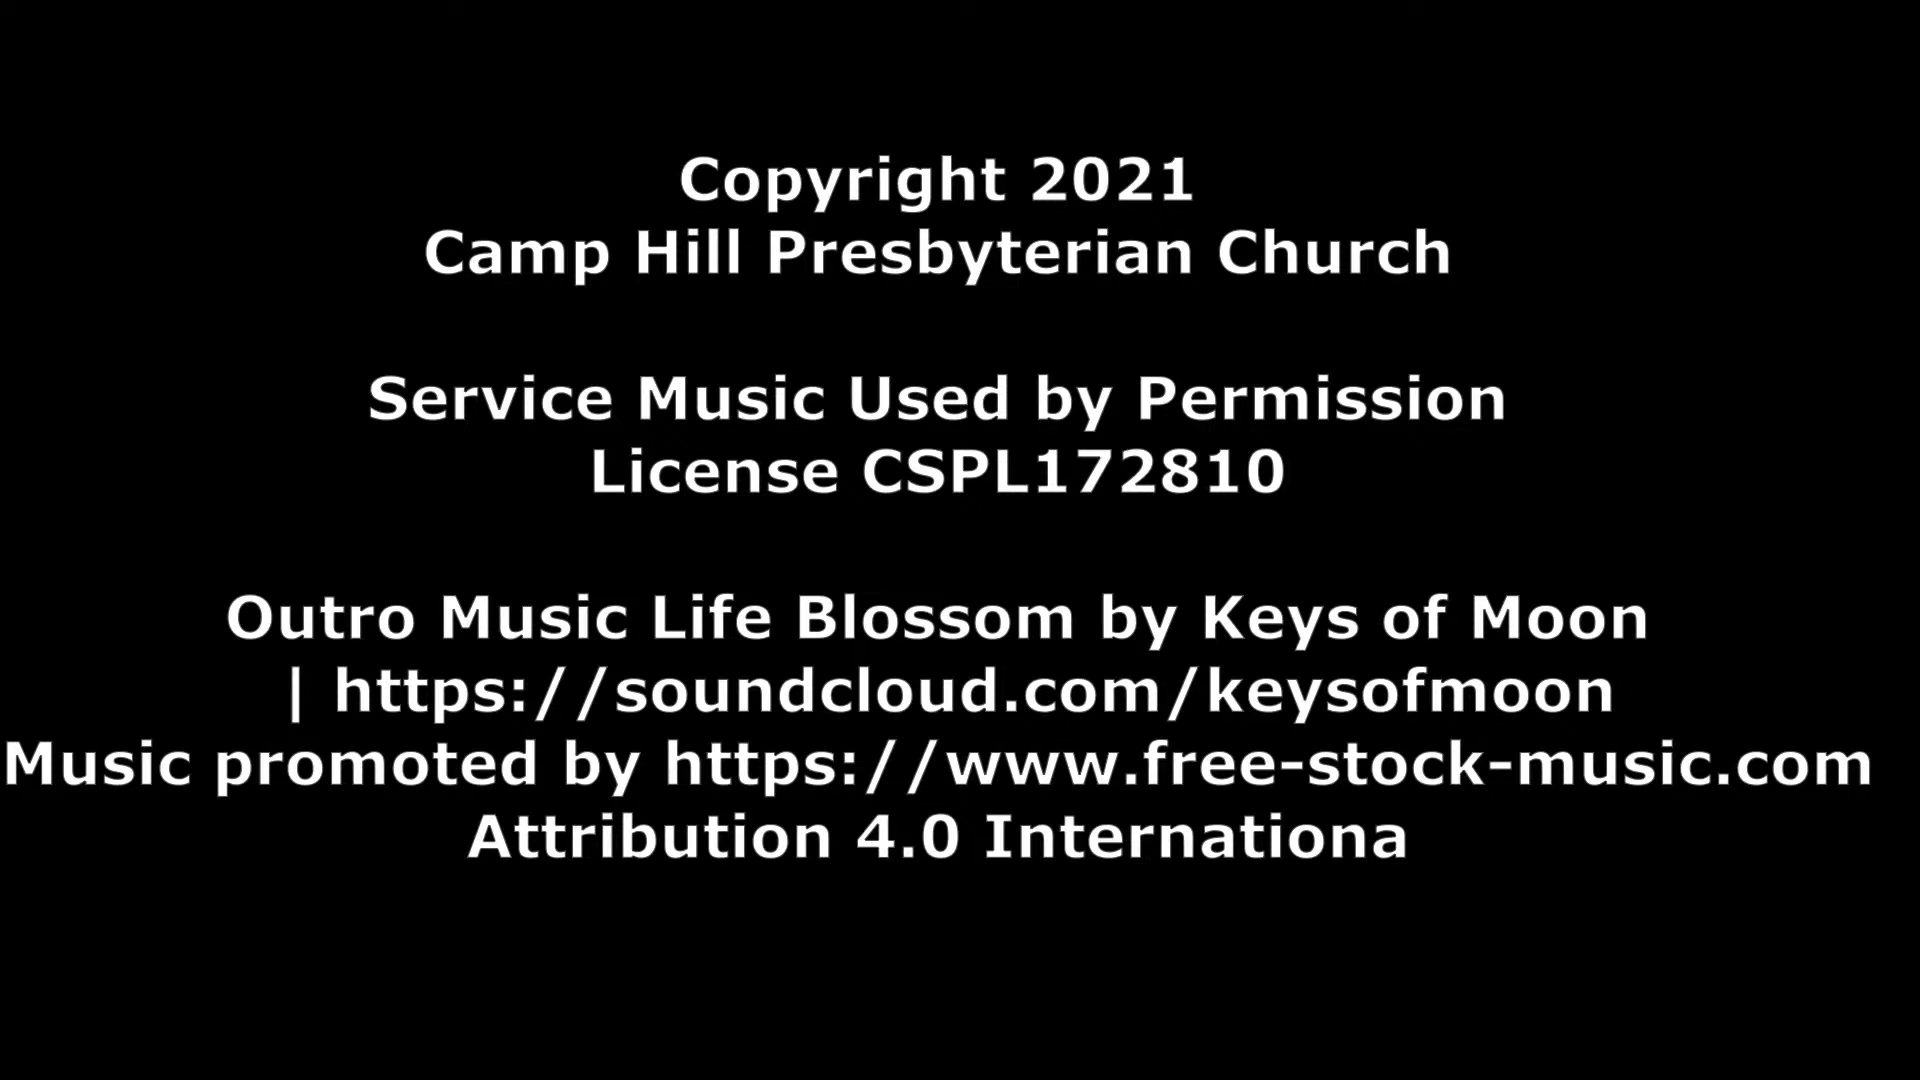 Copyright 2021
Camp Hill Presbyterian Church
Service Music Used by Permission
License CSPL172810
Outro Music Life Blossom by Keys of Moon
| https://soundcloud.com/keysofmoon
Music promoted by https://www.free-stock-music.com
Attribution 4.0 Internationa